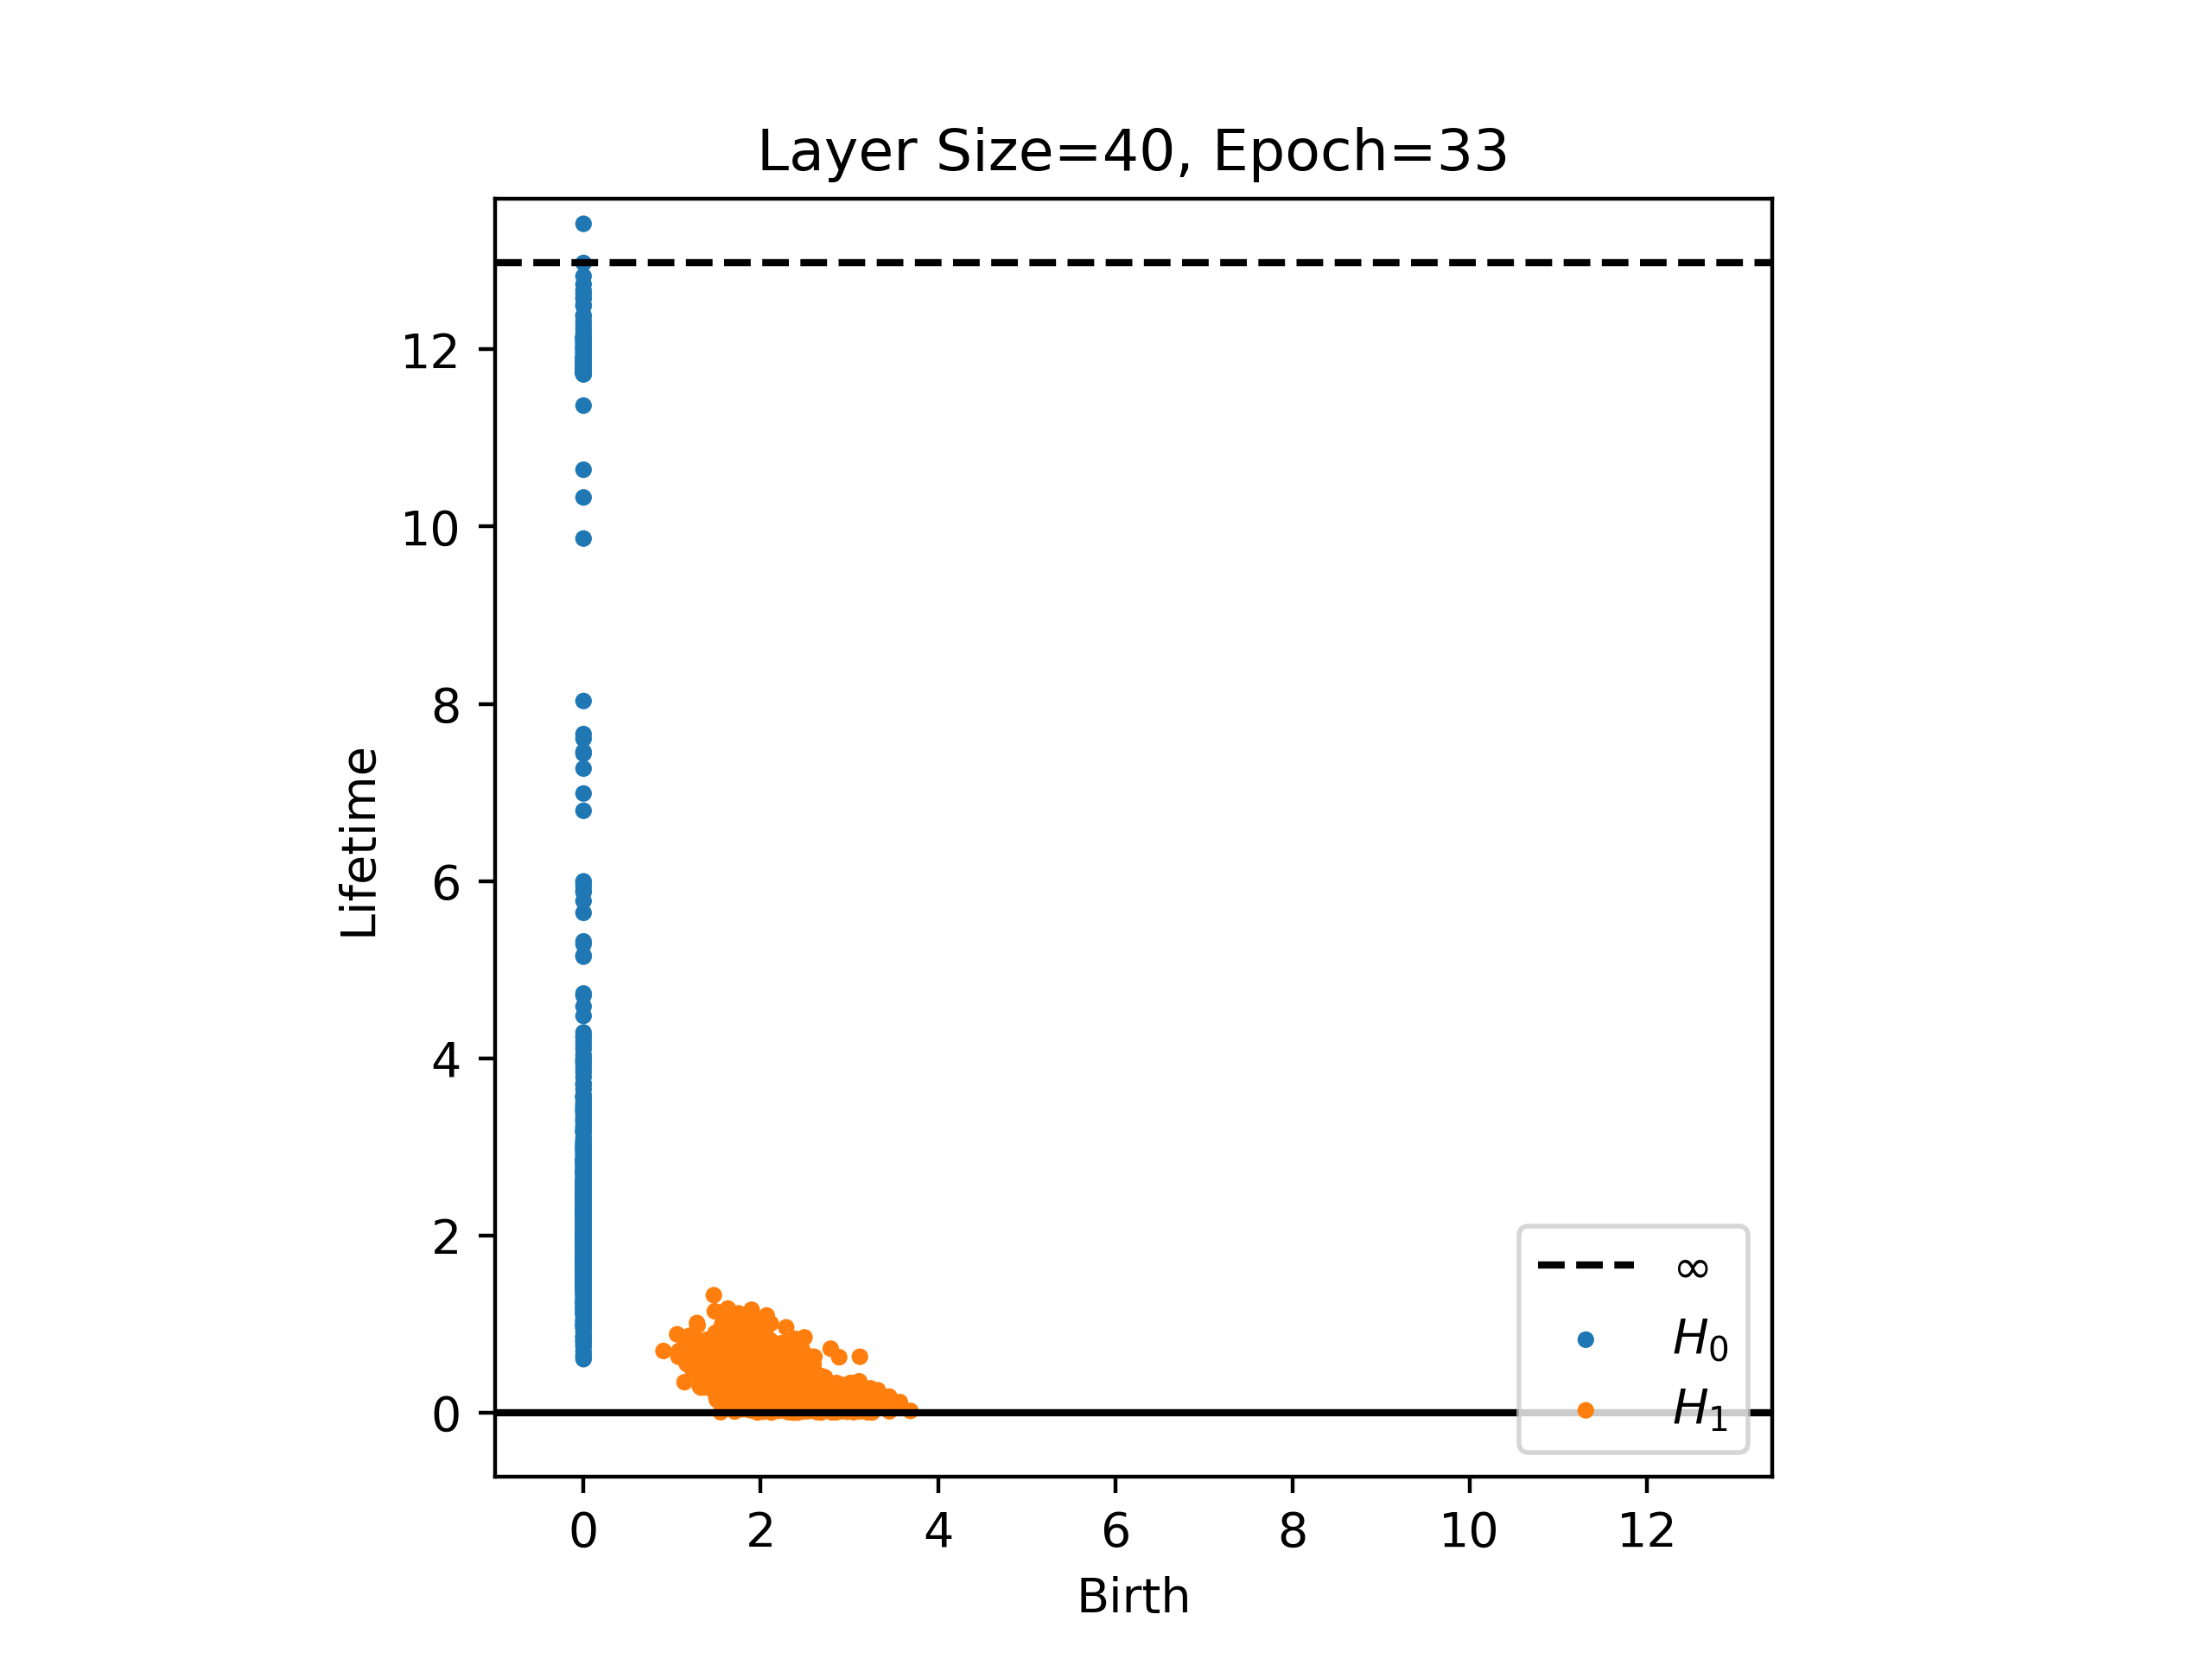 Layer Size=40, Epoch=33
12
10
8
6
4
2
0
Lifetime
∞
H₀
H₁
0 2 4 6 8 10 12
Birth